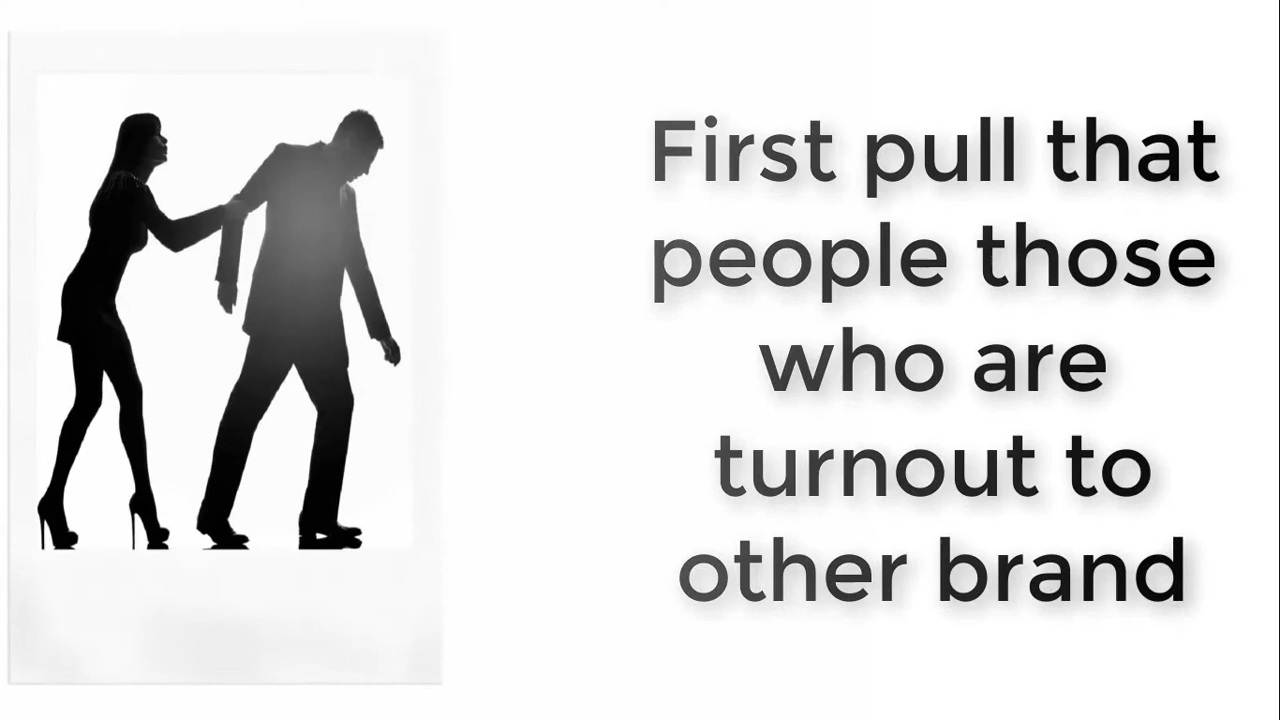 First pull that
people those
who are
turnout to
other brand